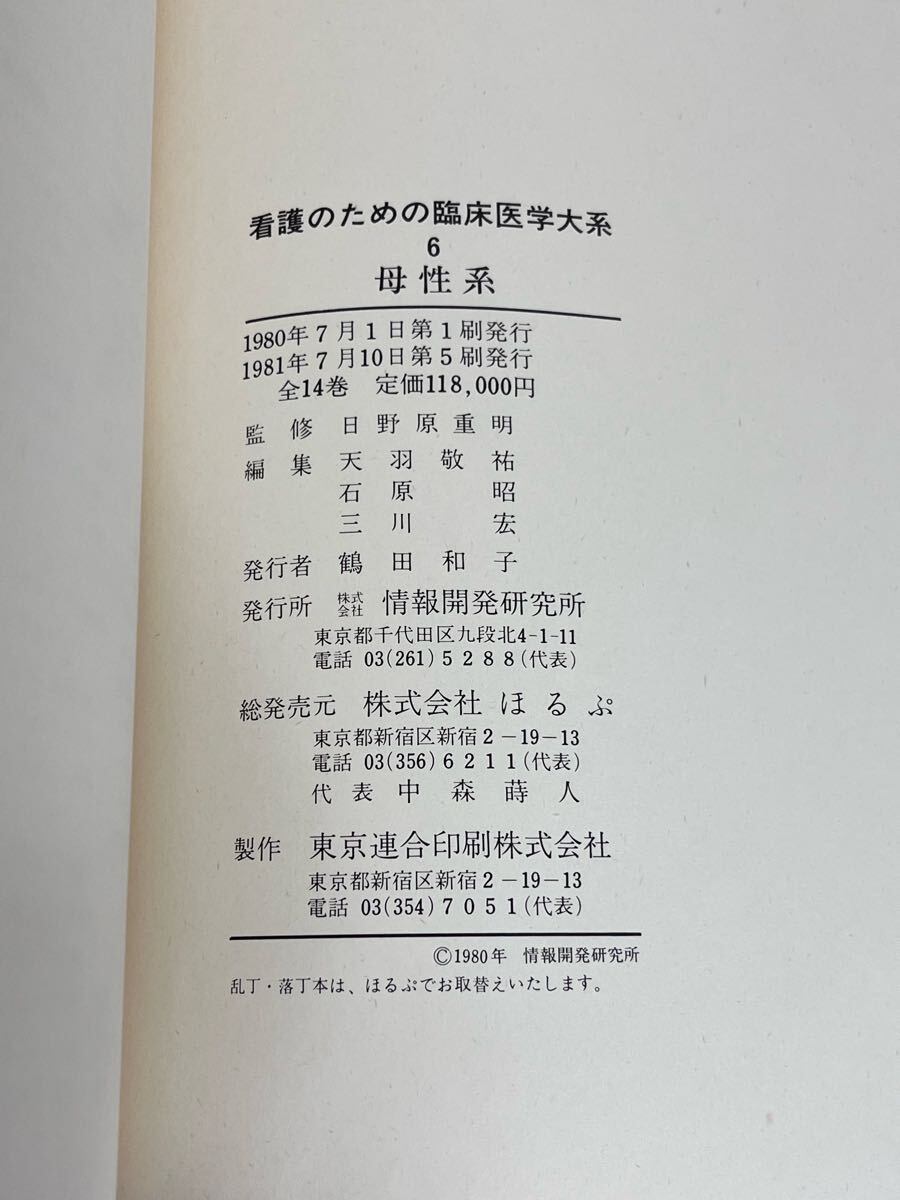 看護のための臨床医学大系
6
母性系
1980年7月1日第1刷発行
1981年7月10日第5刷発行
全14巻 定価118,000円
監修 日野原重明
編集 天羽敬祐
石原昭
三川宏
発行者 鶴田和子
発行所 株式会社 情報開発研究所
東京都千代田区九段北4-1-11
電話 03(261)5288(代表)
総発売元 株式会社 ほるぷ
東京都新宿区新宿2-19-13
電話 03(356)6211(代表)
代表 中森蒔人
製作 東京連合印刷株式会社
東京都新宿区新宿2-19-13
電話 03(354)7051(代表)
©1980年 情報開発研究所
乱丁・落丁本は、ほるぷでお取替えいたします。